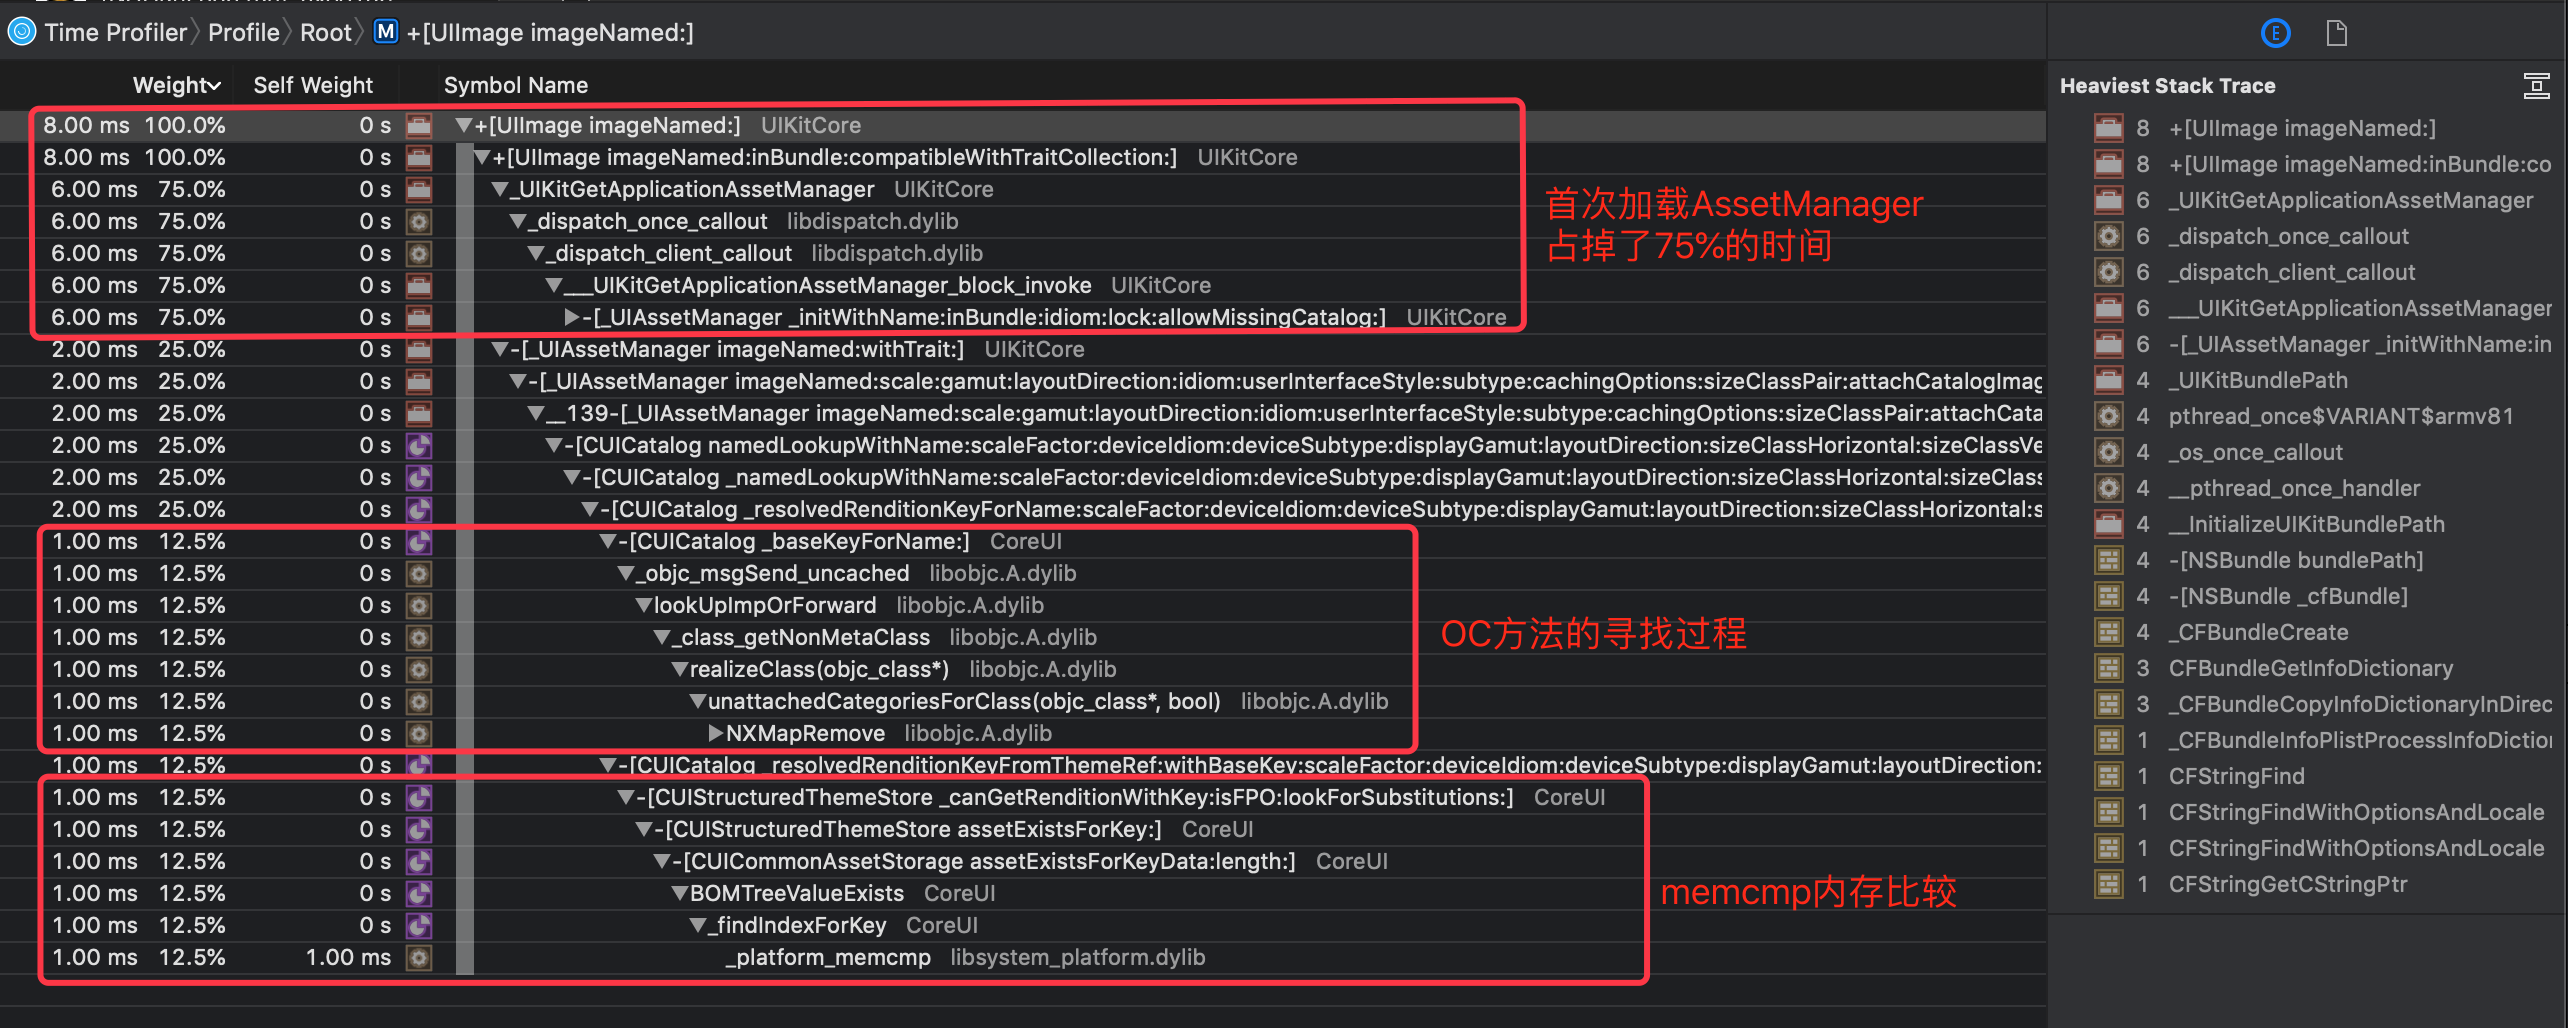 Time Profiler Profile Root M +[UIImage imageNamed:]
Weight Self Weight Symbol Name
8.00 ms 100.0% 0 s +[UIImage imageNamed:] UIKitCore
8.00 ms 100.0% 0 s +[UIImage imageNamed:inBundle:compatibleWithTraitCollection:] UIKitCore
6.00 ms 75.0% 0 s _UIKitGetApplicationAssetManager UIKitCore
6.00 ms 75.0% 0 s _dispatch_once_callout libdispatch.dylib
6.00 ms 75.0% 0 s _dispatch_client_callout libdispatch.dylib
6.00 ms 75.0% 0 s ___UIKitGetApplicationAssetManager_block_invoke UIKitCore
6.00 ms 75.0% 0 s -[_UIAssetManager _initWithName:inBundle:idiom:lock:allowMissingCatalog:] UIKitCore
首次加载AssetManager
占掉了75%的时间
2.00 ms 25.0% 0 s -[_UIAssetManager imageNamed:withTrait:] UIKitCore
2.00 ms 25.0% 0 s -[_UIAssetManager imageNamed:scale:gamut:layoutDirection:idiom:userInterfaceStyle:subtype:cachingOptions:sizeClassPair:attachCatalogImag
2.00 ms 25.0% 0 s __139-[_UIAssetManager imageNamed:scale:gamut:layoutDirection:idiom:userInterfaceStyle:subtype:cachingOptions:sizeClassPair:attachCata
2.00 ms 25.0% 0 s -[CUICatalog namedLookupWithName:scaleFactor:deviceIdiom:deviceSubtype:displayGamut:layoutDirection:sizeClassHorizontal:sizeClassVe
2.00 ms 25.0% 0 s -[CUICatalog _namedLookupWithName:scaleFactor:deviceIdiom:deviceSubtype:displayGamut:layoutDirection:sizeClassHorizontal:sizeClass
2.00 ms 25.0% 0 s -[CUICatalog _resolvedRenditionKeyForName:scaleFactor:deviceIdiom:deviceSubtype:displayGamut:layoutDirection:sizeClassHorizontal:s
1.00 ms 12.5% 0 s -[CUICatalog _baseKeyForName:] CoreUI
1.00 ms 12.5% 0 s _objc_msgSend_uncached libobjc.A.dylib
1.00 ms 12.5% 0 s lookUpImpOrForward libobjc.A.dylib
1.00 ms 12.5% 0 s _class_getNonMetaClass libobjc.A.dylib
1.00 ms 12.5% 0 s realizeClass(objc_class*) libobjc.A.dylib
1.00 ms 12.5% 0 s unattachedCategoriesForClass(objc_class*, bool) libobjc.A.dylib
1.00 ms 12.5% 0 s NXMapRemove libobjc.A.dylib
OC方法的寻找过程
1.00 ms 12.5% 0 s -[CUICatalog _resolvedRenditionKeyFromThemeRef:withBaseKey:scaleFactor:deviceIdiom:deviceSubtype:displayGamut:layoutDirection:
1.00 ms 12.5% 0 s -[CUIStructuredThemeStore _canGetRenditionWithKey:isFPO:lookForSubstitutions:] CoreUI
1.00 ms 12.5% 0 s -[CUIStructuredThemeStore assetExistsForKey:] CoreUI
1.00 ms 12.5% 0 s -[CUICommonAssetStorage assetExistsForKeyData:length:] CoreUI
1.00 ms 12.5% 0 s BOMTreeValueExists CoreUI
1.00 ms 12.5% 0 s _findIndexForKey CoreUI
1.00 ms 12.5% 1.00 ms _platform_memcmp libsystem_platform.dylib
memcmp内存比较
E
Heaviest Stack Trace
8 +[UIImage imageNamed:]
8 +[UIImage imageNamed:inBundle:co
6 _UIKitGetApplicationAssetManager
6 _dispatch_once_callout
6 _dispatch_client_callout
6 ___UIKitGetApplicationAssetManager
6 -[_UIAssetManager _initWithName:in
4 _UIKitBundlePath
4 pthread_once$VARIANT$armv81
4 _os_once_callout
4 __pthread_once_handler
4 __InitializeUIKitBundlePath
4 -[NSBundle bundlePath]
4 -[NSBundle _cfBundle]
4 _CFBundleCreate
3 CFBundleGetInfoDictionary
3 _CFBundleCopyInfoDictionaryInDirec
1 _CFBundleInfoPlistProcessInfoDictio
1 CFStringFind
1 CFStringFindWithOptionsAndLocale
1 CFStringFindWithOptionsAndLocale
1 CFStringGetCStringPtr